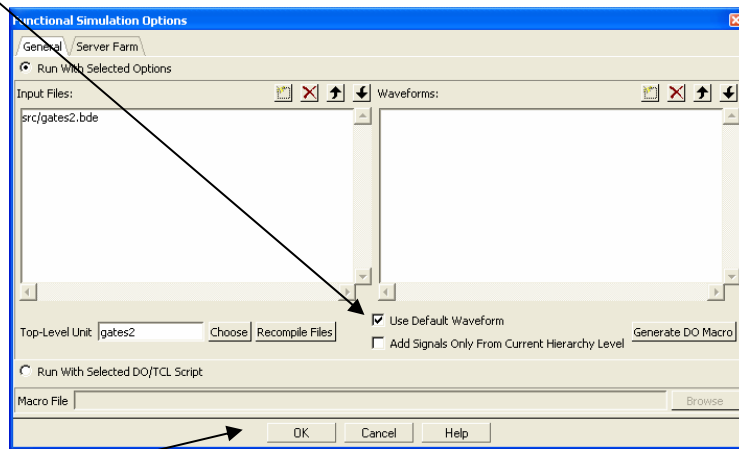 Functional Simulation Options
General Server Farm
Run With Selected Options
Input Files:
Waveforms:
src/gates2.bde
Top-Level Unit gates2 Choose Recompile Files
Use Default Waveform
Add Signals Only From Current Hierarchy Level
Generate DO Macro
Run With Selected DO/TCL Script
Macro File Browse
OK Cancel Help